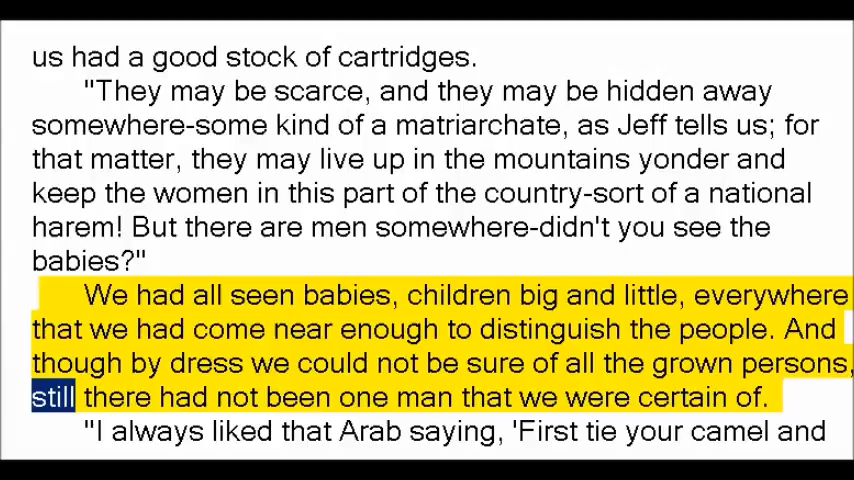 us had a good stock of cartridges.
"They may be scarce, and they may be hidden away
somewhere-some kind of a matriarchate, as Jeff tells us; for
that matter, they may live up in the mountains yonder and
keep the women in this part of the country-sort of a national
harem! But there are men somewhere-didn't you see the
babies?"
We had all seen babies, children big and little, everywhere
that we had come near enough to distinguish the people. And
though by dress we could not be sure of all the grown persons,
still there had not been one man that we were certain of.
"I always liked that Arab saying, 'First tie your camel and